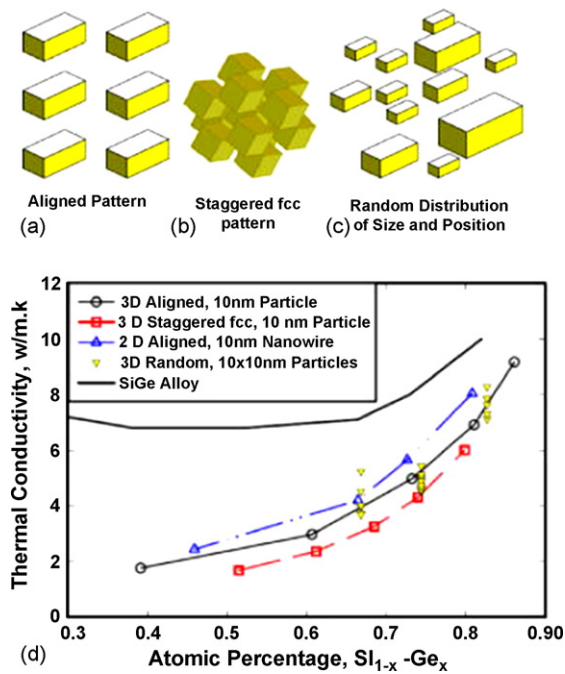 Aligned Pattern
(a)
Staggered fcc
pattern
(b)
Random Distribution
of Size and Position
(c)
12
10
8
6
4
2
0
Thermal Conductivity, w/m.k
3D Aligned, 10nm Particle
3 D Staggered fcc, 10 nm Particle
2 D Aligned, 10nm Nanowire
3D Random, 10x10nm Particles
SiGe Alloy
0.3 0.4 0.5 0.6 0.7 0.8 0.90
(d)
Atomic Percentage, SI1-x -Gex